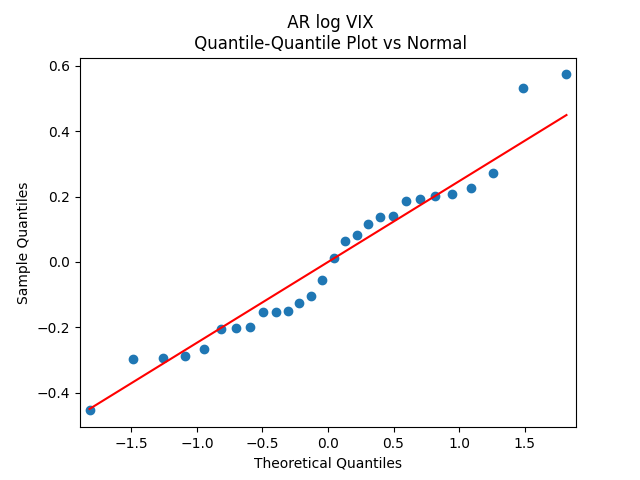 AR log VIX
Quantile-Quantile Plot vs Normal
0.6
0.4
0.2
0.0
−0.2
−0.4
Sample Quantiles
−1.5 −1.0 −0.5 0.0 0.5 1.0 1.5
Theoretical Quantiles